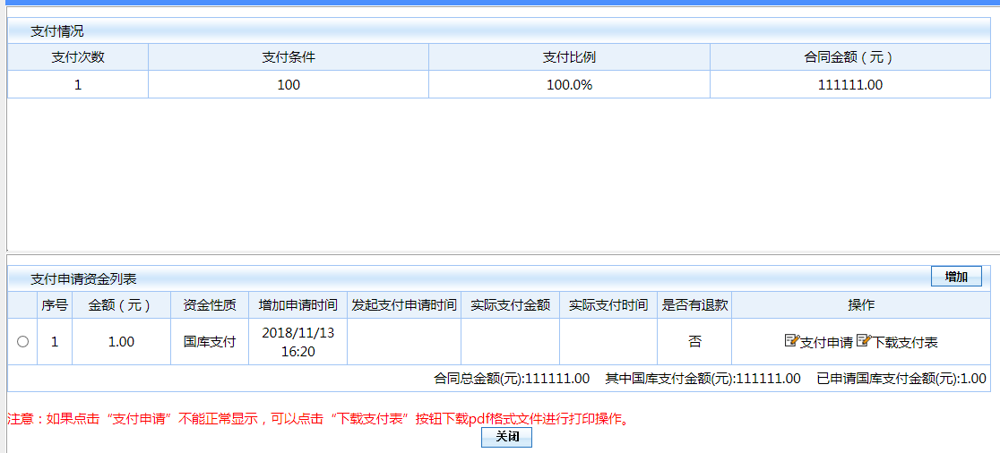 支付情况
支付次数 支付条件 支付比例 合同金额（元）
1 100 100.0% 111111.00
支付申请资金列表 增加
序号 金额（元） 资金性质 增加申请时间 发起支付申请时间 实际支付金额 实际支付时间 是否有退款 操作
1 1.00 国库支付 2018/11/13 16:20 否 支付申请 下载支付表
合同总金额(元):111111.00 其中国库支付金额(元):111111.00 已申请国库支付金额(元):1.00
注意：如果点击“支付申请”不能正常显示，可以点击“下载支付表”按钮下载pdf格式文件进行打印操作。
关闭